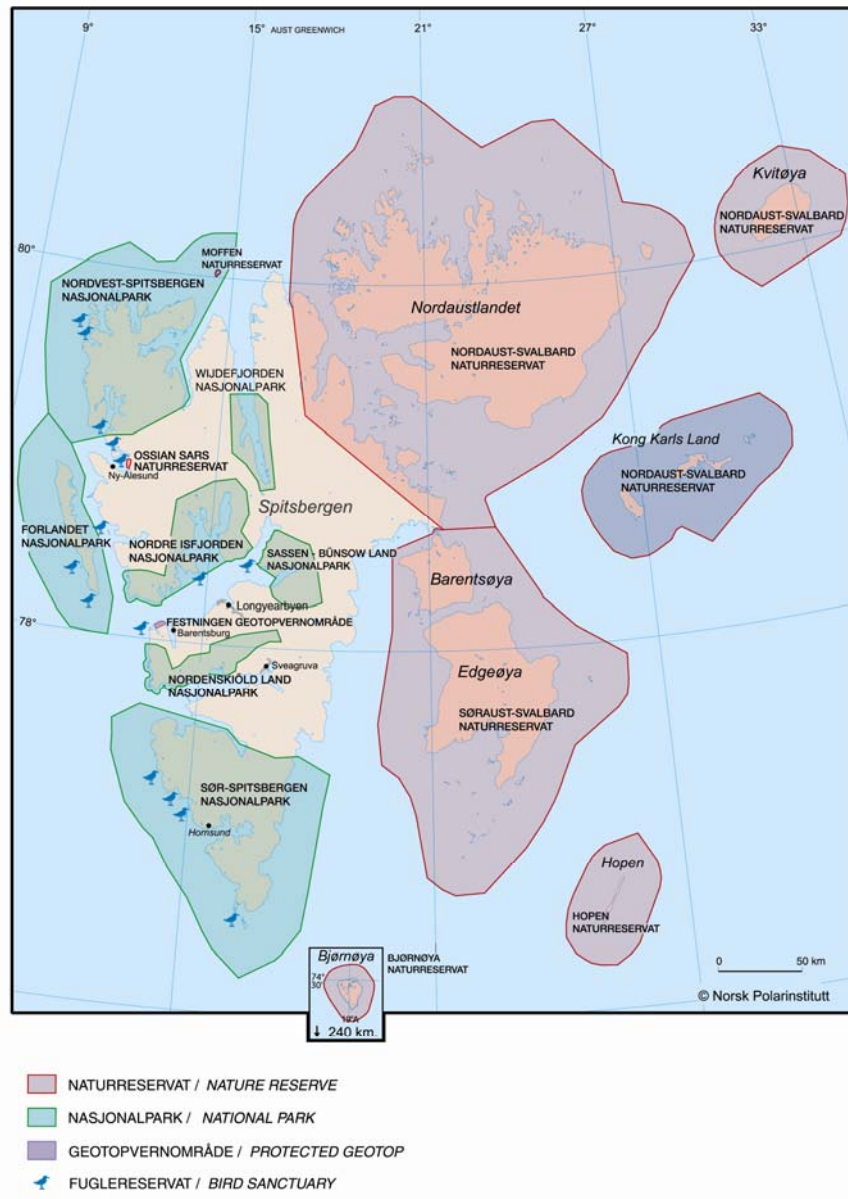 9°
15° AUST GREENWICH
21°
27°
33°
80°
78°
Kvitøya
NORDAUST-SVALBARD
NATURRESERVAT
MOFFEN
NATURRESERVAT
NORDVEST-SPITSBERGEN
NASJONALPARK
Nordaustlandet
NORDAUST-SVALBARD
NATURRESERVAT
WIJDEFJORDEN
NASJONALPARK
Kong Karls Land
NORDAUST-SVALBARD
NATURRESERVAT
OSSIAN SARS
NATURRESERVAT
Ny-Ålesund
Spitsbergen
FORLANDET
NASJONALPARK
NORDRE ISFJORDEN
NASJONALPARK
SASSEN - BÜNSOW LAND
NASJONALPARK
Barentsøya
Longyearbyen
FESTNINGEN GEOTOPVERNOMRÅDE
Barentsburg
Sveagruva
NORDENSKIÖLD LAND
NASJONALPARK
Edgeøya
SØRAUST-SVALBARD
NATURRESERVAT
SØR-SPITSBERGEN
NASJONALPARK
Hornsund
Hopen
HOPEN
NATURRESERVAT
Bjørnøya
74°
30'
19°A
↓ 240 km.
BJØRNØYA
NATURRESERVAT
0 50 km
© Norsk Polarinstitutt
NATURRESERVAT / NATURE RESERVE
NASJONALPARK / NATIONAL PARK
GEOTOPVERNOMRÅDE / PROTECTED GEOTOP
FUGLERESERVAT / BIRD SANCTUARY